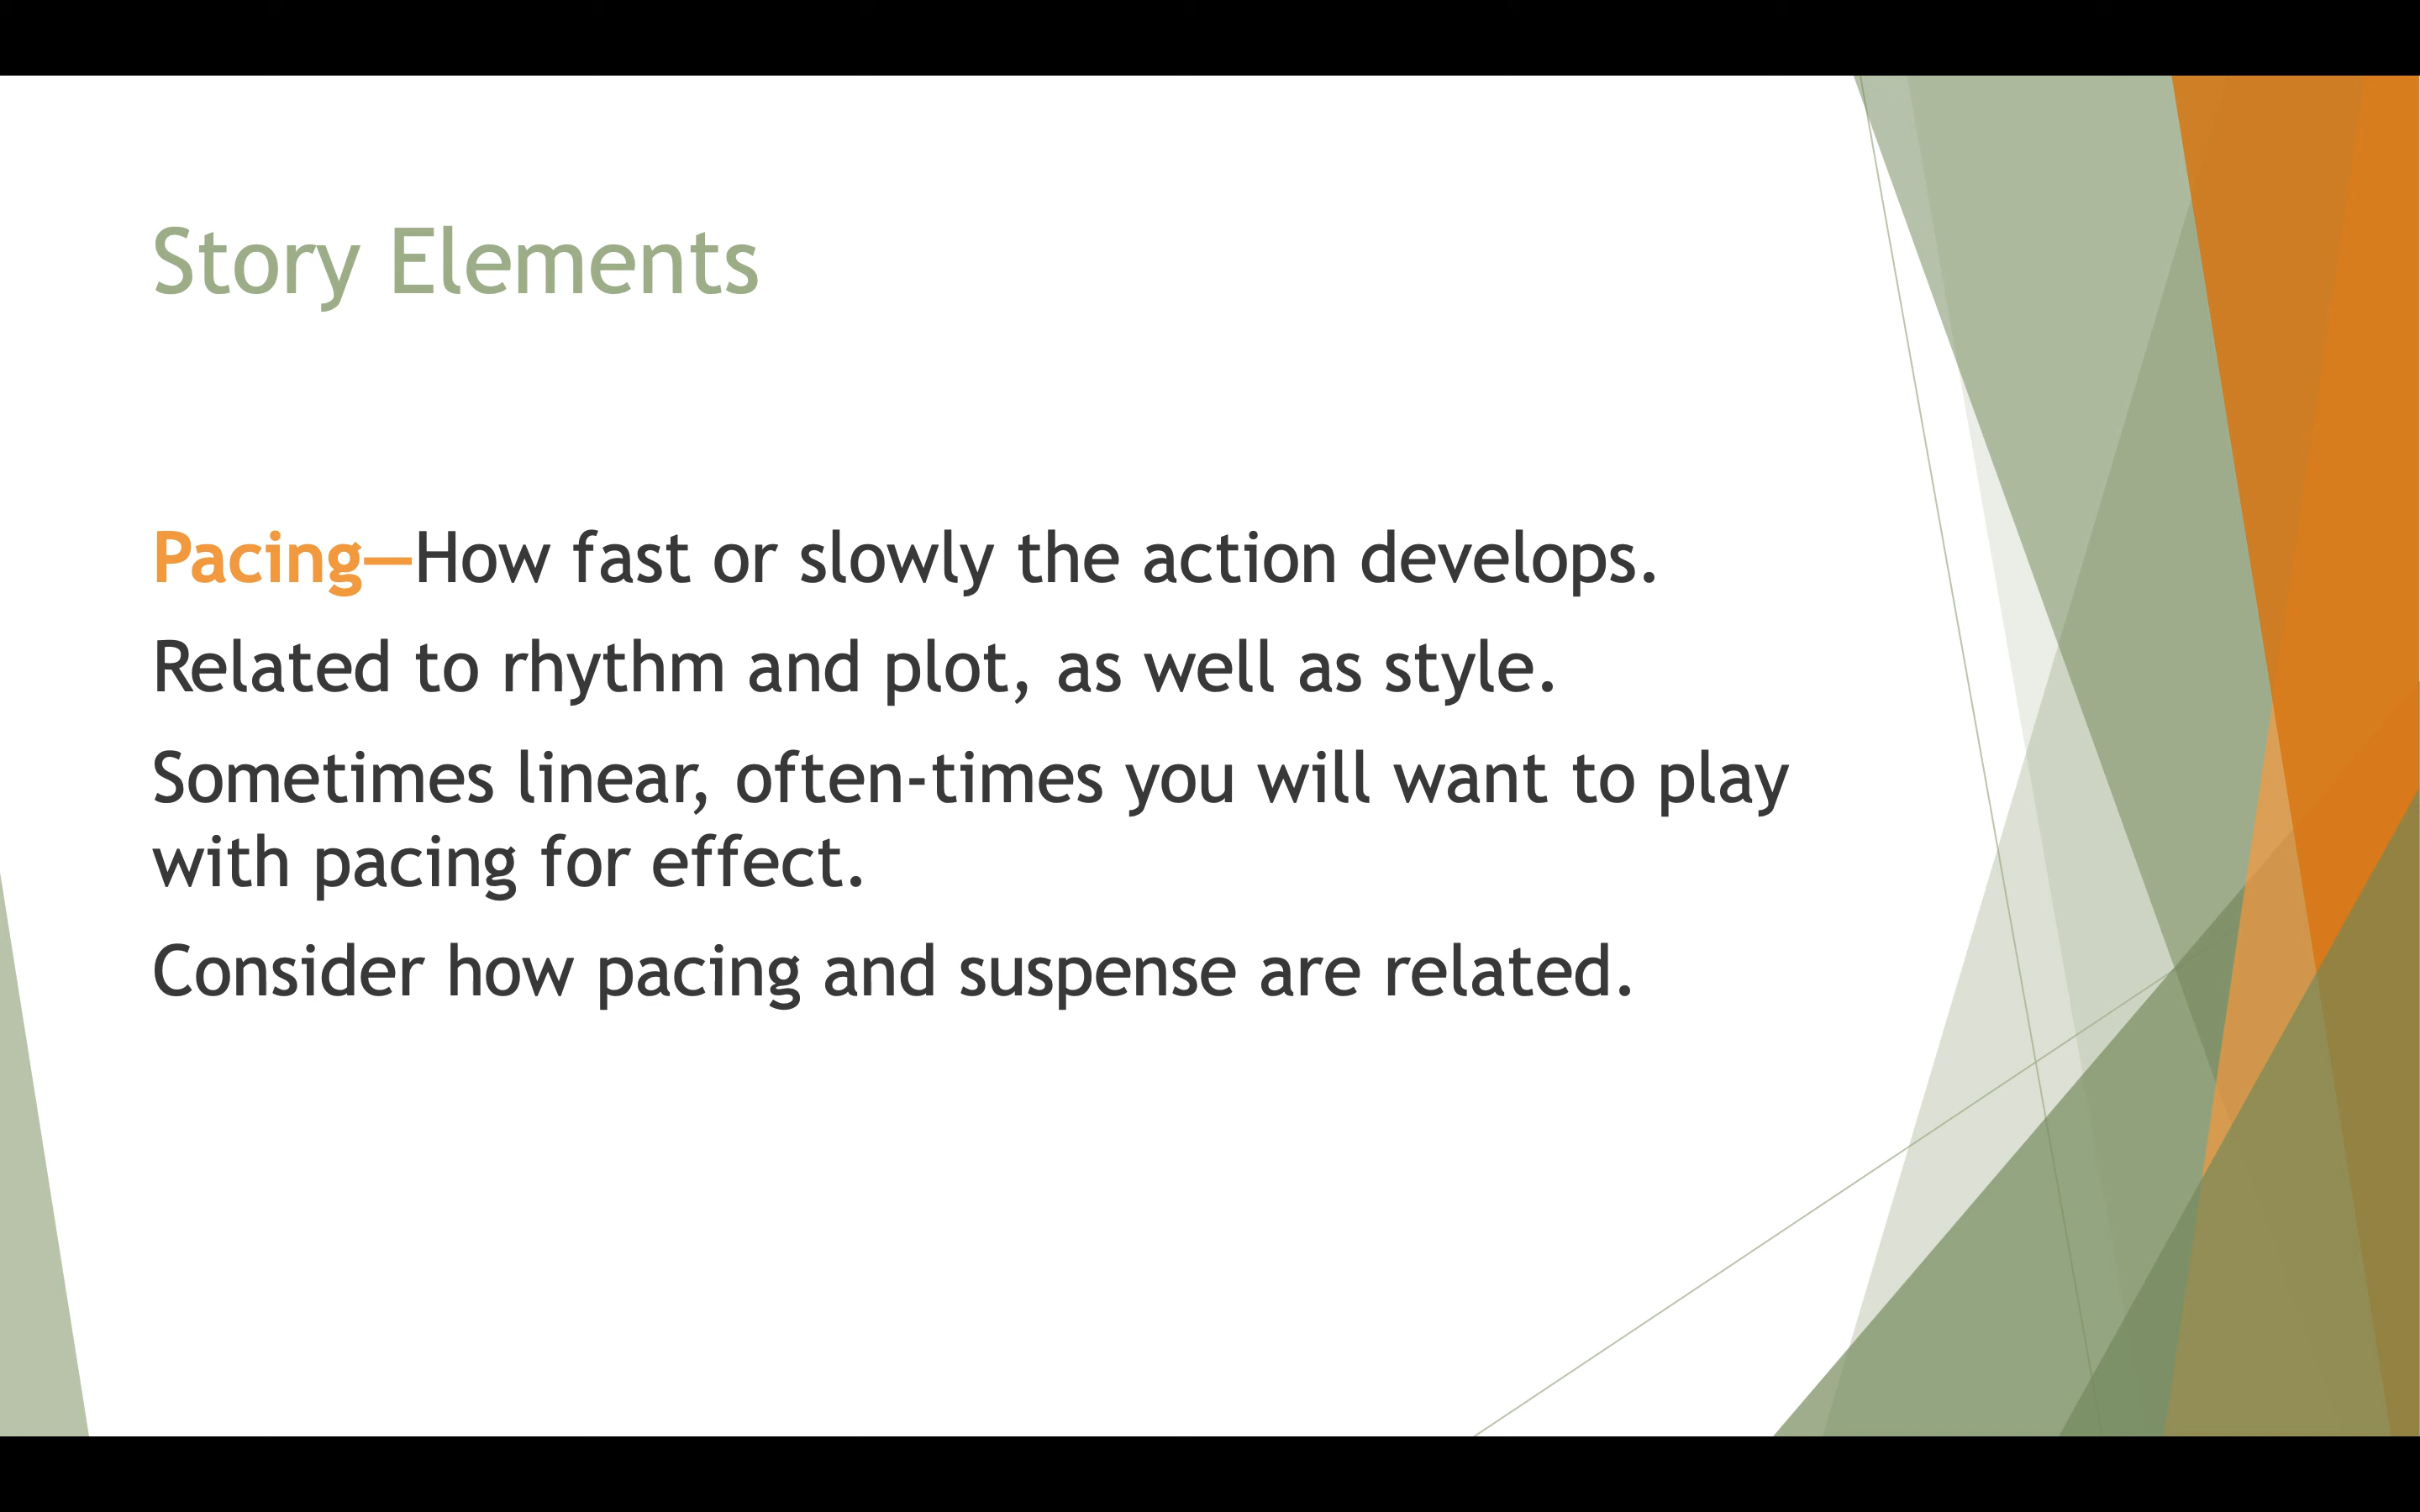 Story Elements
Pacing—How fast or slowly the action develops.
Related to rhythm and plot, as well as style.
Sometimes linear, often-times you will want to play
with pacing for effect.
Consider how pacing and suspense are related.